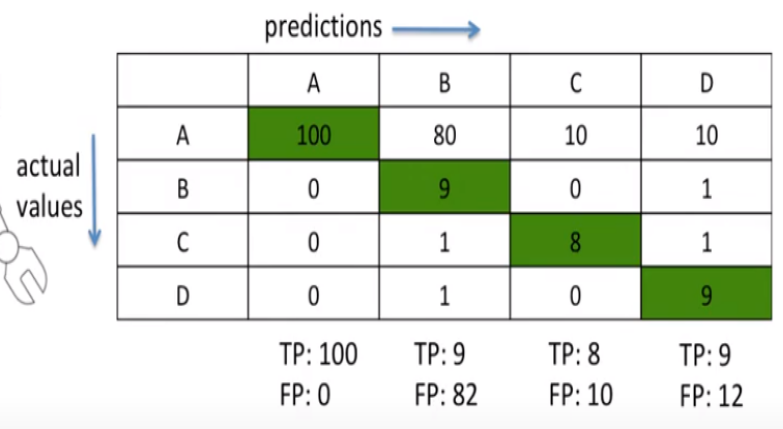 predictions
A B C D
A 100 80 10 10
actual
values
B 0 9 0 1
C 0 1 8 1
D 0 1 0 9
TP: 100 TP: 9 TP: 8 TP: 9
FP: 0 FP: 82 FP: 10 FP: 12